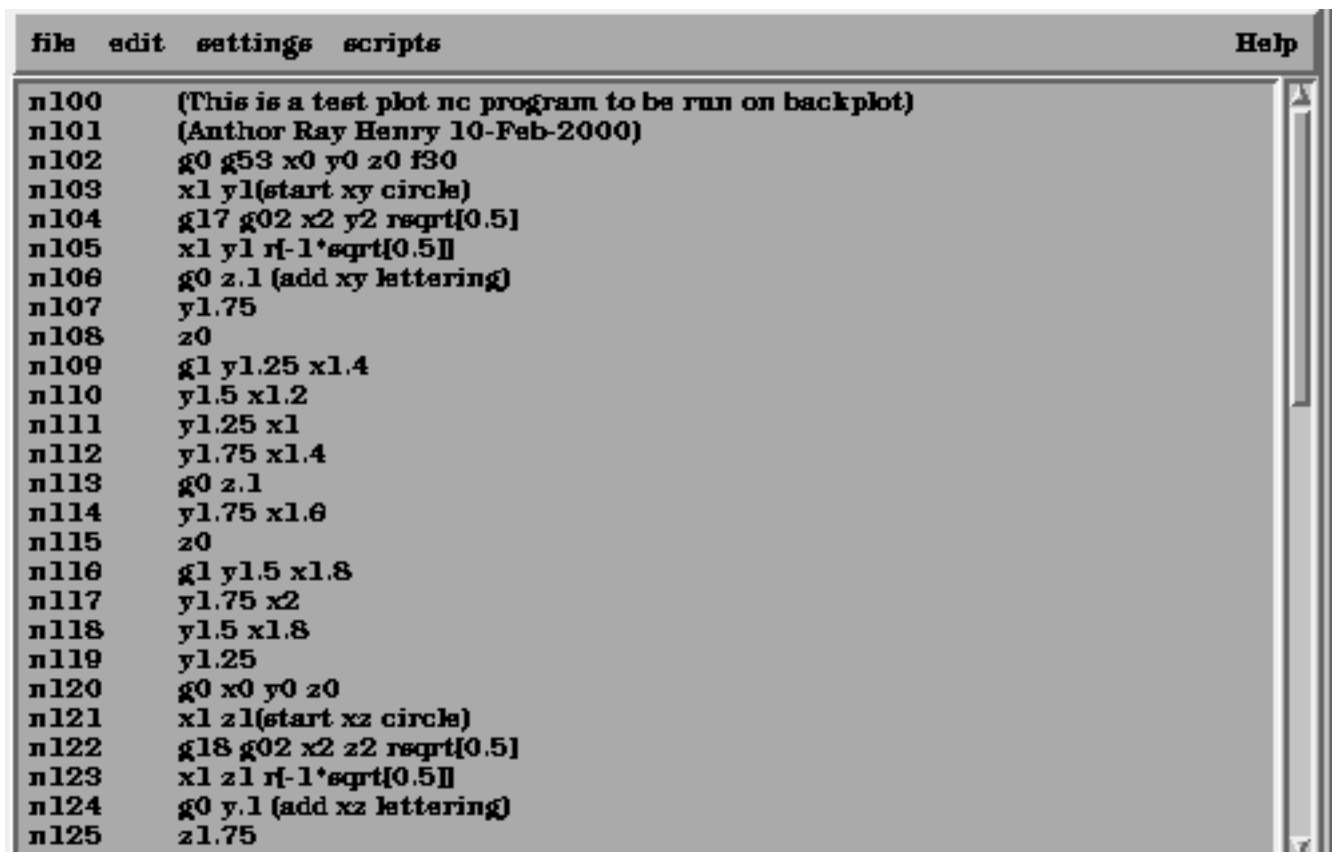 file edit settings scripts Help
n100 (This is a test plot nc program to be run on backplot)
n101 (Author Ray Henry 10-Feb-2000)
n102 g0 g53 x0 y0 z0 f30
n103 x1 y1(start xy circle)
n104 g17 g02 x2 y2 rsqrt[0.5]
n105 x1 y1 r[-1*sqrt[0.5]]
n106 g0 z.1 (add xy lettering)
n107 y1.75
n108 z0
n109 g1 y1.25 x1.4
n110 y1.5 x1.2
n111 y1.25 x1
n112 y1.75 x1.4
n113 g0 z.1
n114 y1.75 x1.6
n115 z0
n116 g1 y1.5 x1.8
n117 y1.75 x2
n118 y1.5 x1.8
n119 y1.25
n120 g0 x0 y0 z0
n121 x1 z1(start xz circle)
n122 g18 g02 x2 z2 rsqrt[0.5]
n123 x1 z1 r[-1*sqrt[0.5]]
n124 g0 y.1 (add xz lettering)
n125 z1.75